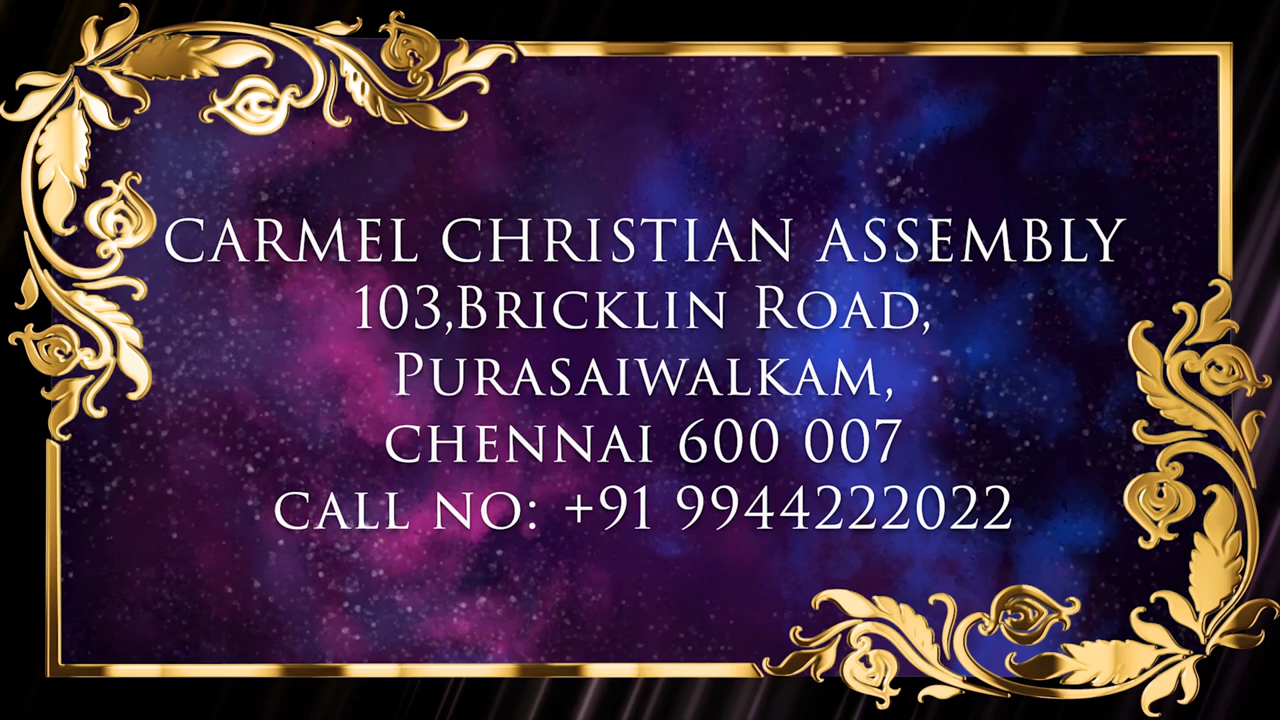 CARMEL CHRISTIAN ASSEMBLY
103,Bricklin Road,
Purasaiwalkam,
chennai 600 007
call no: +91 9944222022